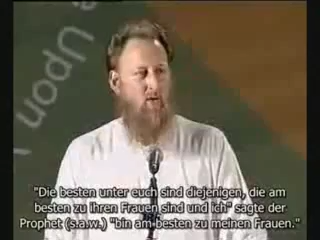 Upon
"Die besten unter euch sind diejenigen, die am
besten zu ihren Frauen sind und ich" sagte der
Prophet (s.a.w.) "bin am besten zu meinen Frauen."